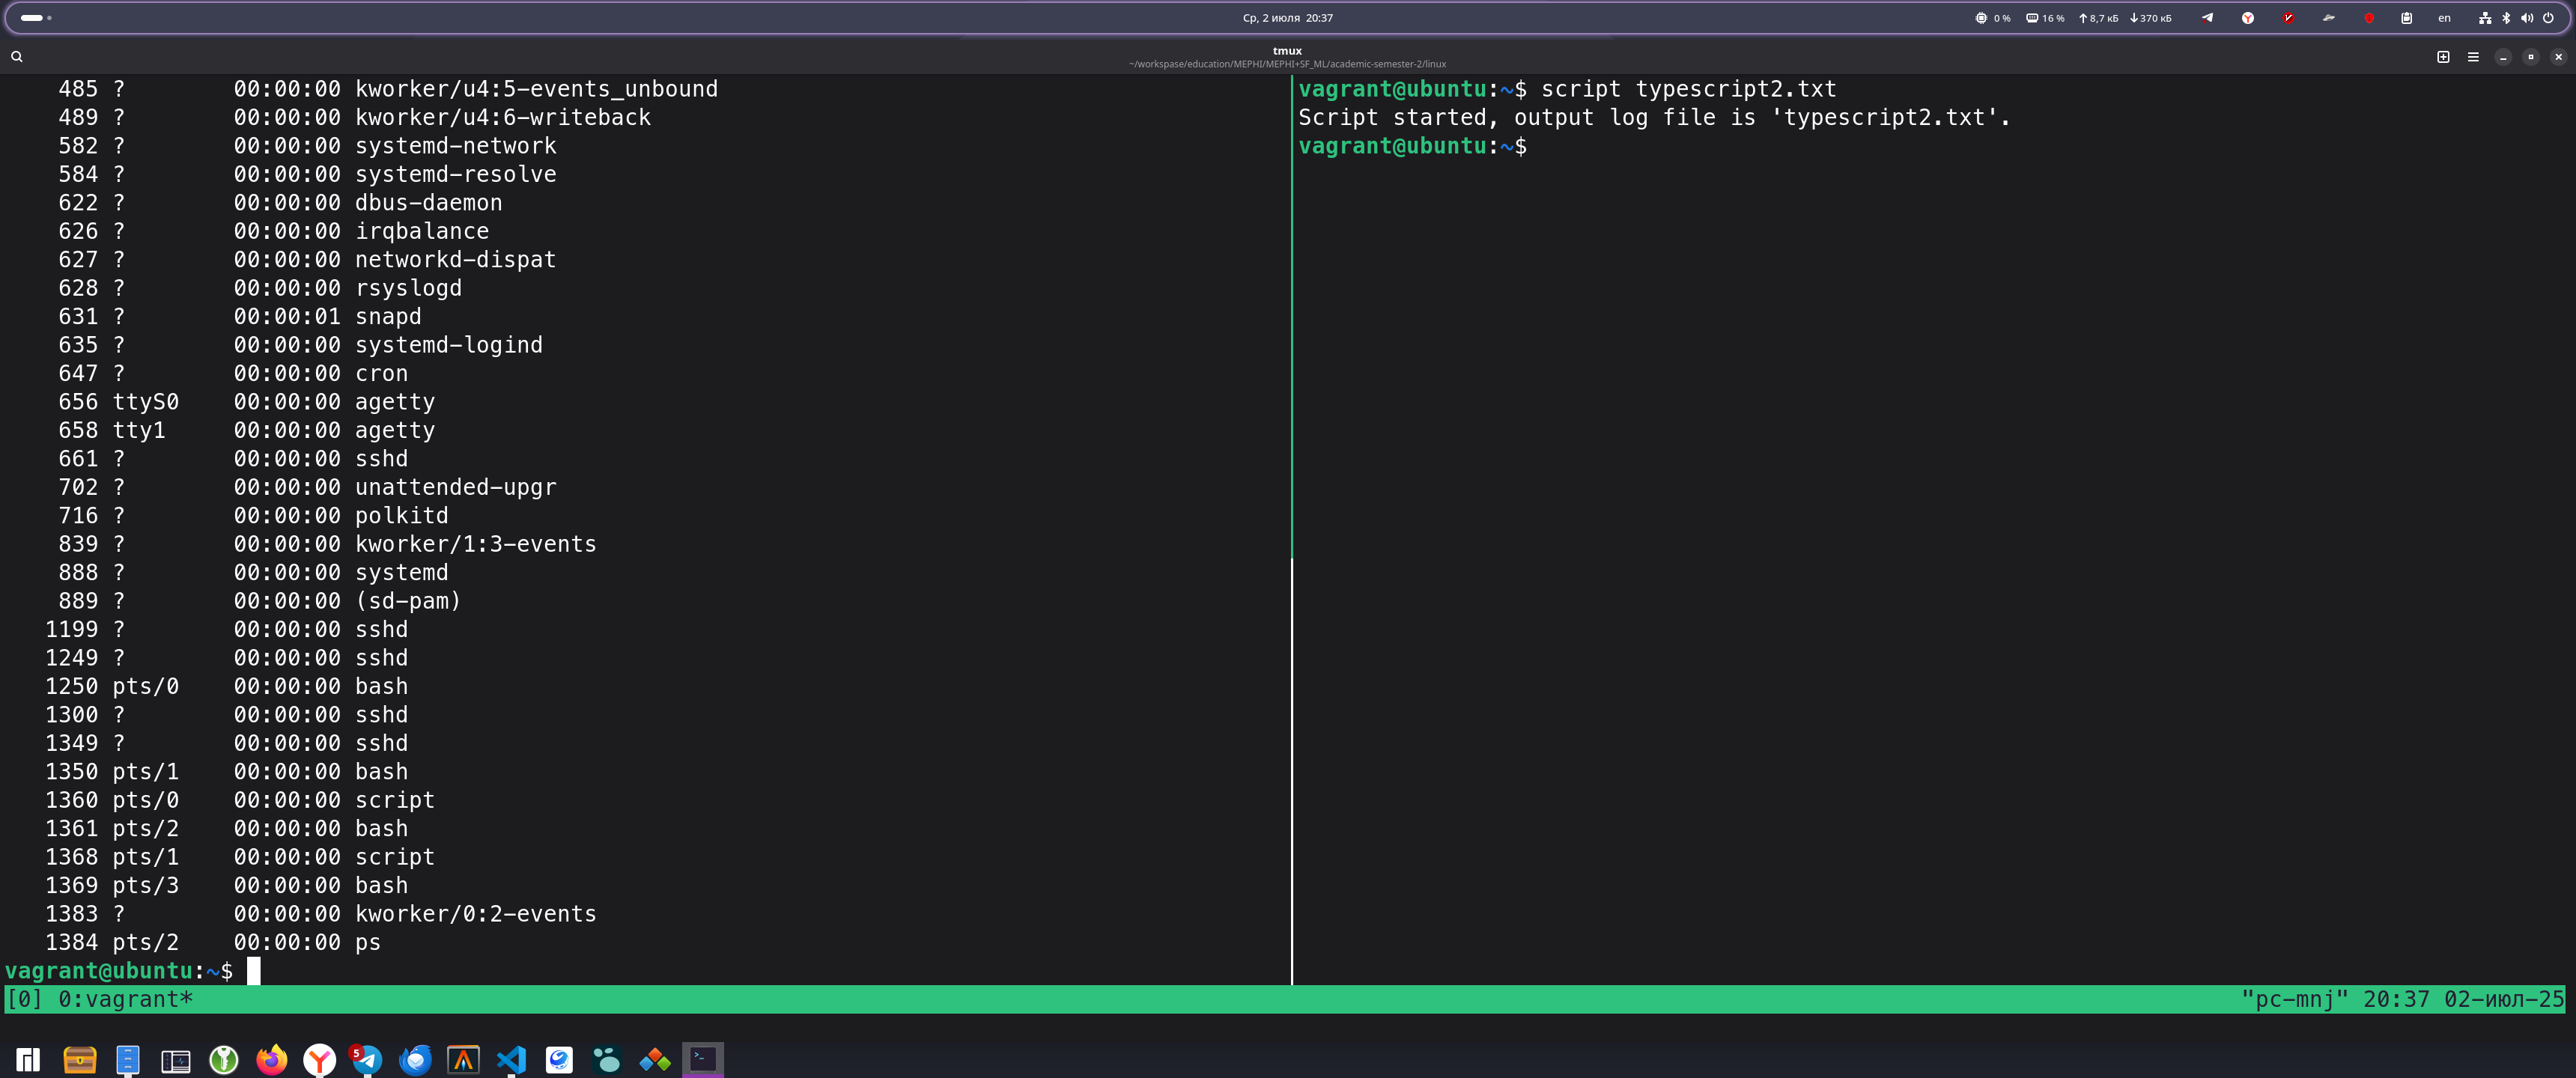 Ср, 2 июля 20:37
0 % 16 % 8,7 кБ 370 кБ en
tmux
~/workspase/education/MEPHI/MEPHI+SF_ML/academic-semester-2/linux
485 ? 00:00:00 kworker/u4:5-events_unbound
489 ? 00:00:00 kworker/u4:6-writeback
582 ? 00:00:00 systemd-network
584 ? 00:00:00 systemd-resolve
622 ? 00:00:00 dbus-daemon
626 ? 00:00:00 irqbalance
627 ? 00:00:00 networkd-dispat
628 ? 00:00:00 rsyslogd
631 ? 00:00:01 snapd
635 ? 00:00:00 systemd-logind
647 ? 00:00:00 cron
656 ttyS0 00:00:00 agetty
658 tty1 00:00:00 agetty
661 ? 00:00:00 sshd
702 ? 00:00:00 unattended-upgr
716 ? 00:00:00 polkitd
839 ? 00:00:00 kworker/1:3-events
888 ? 00:00:00 systemd
889 ? 00:00:00 (sd-pam)
1199 ? 00:00:00 sshd
1249 ? 00:00:00 sshd
1250 pts/0 00:00:00 bash
1300 ? 00:00:00 sshd
1349 ? 00:00:00 sshd
1350 pts/1 00:00:00 bash
1360 pts/0 00:00:00 script
1361 pts/2 00:00:00 bash
1368 pts/1 00:00:00 script
1369 pts/3 00:00:00 bash
1383 ? 00:00:00 kworker/0:2-events
1384 pts/2 00:00:00 ps
vagrant@ubuntu:~$
vagrant@ubuntu:~$ script typescript2.txt
Script started, output log file is 'typescript2.txt'.
vagrant@ubuntu:~$
[0] 0:vagrant* "pc-mnj" 20:37 02-июл-25
5